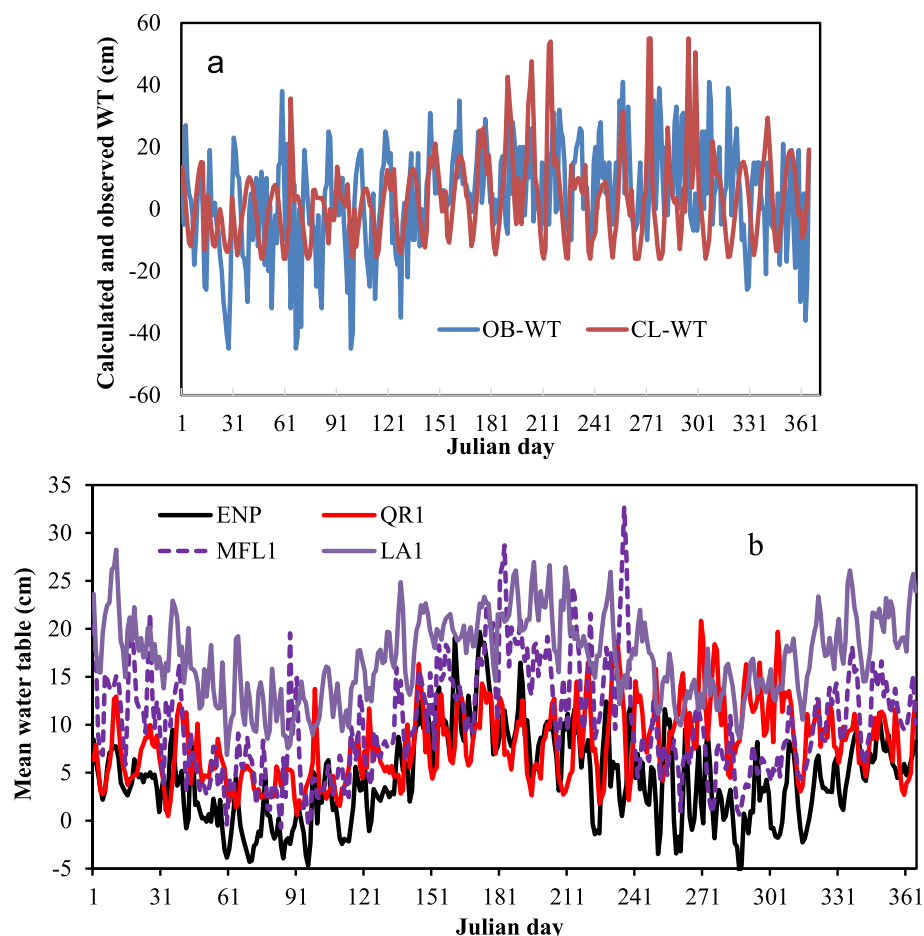 60
a
40
20
0
-20
-40
-60
Calculated and observed WT (cm)
OB-WT CL-WT
1 31 61 91 121 151 181 211 241 271 301 331 361
Julian day
35
30
25
20
15
10
5
0
-5
Mean water table (cm)
ENP QR1
MFL1 LA1
b
1 31 61 91 121 151 181 211 241 271 301 331 361
Julian day